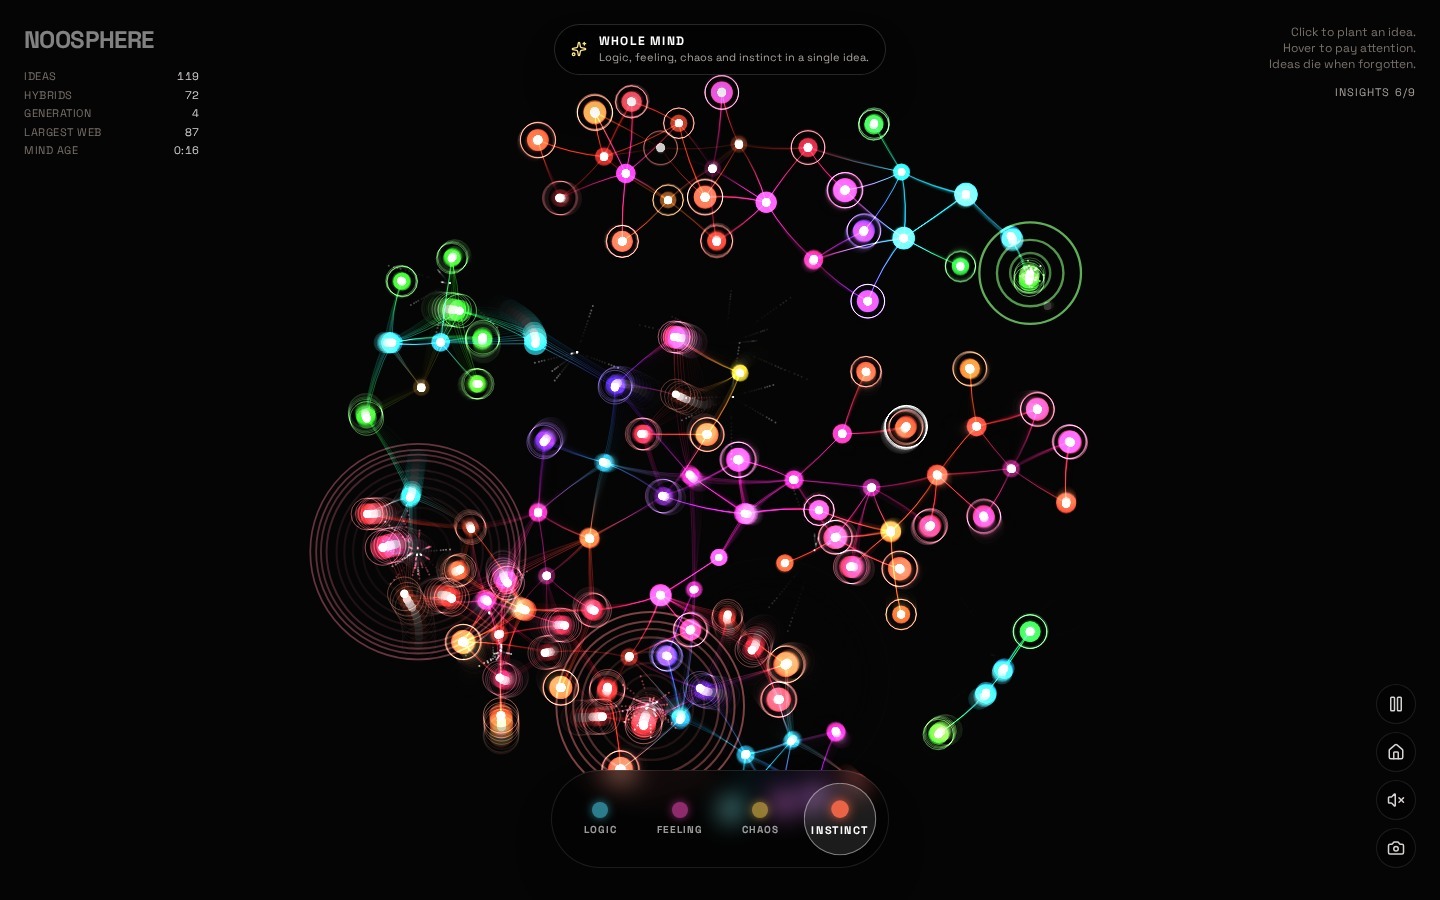 NOOSPHERE
IDEAS 119
HYBRIDS 72
GENERATION 4
LARGEST WEB 87
MIND AGE 0:16
WHOLE MIND
Logic, feeling, chaos and instinct in a single idea.
Click to plant an idea.
Hover to pay attention.
Ideas die when forgotten.
INSIGHTS 6/9
LOGIC FEELING CHAOS INSTINCT